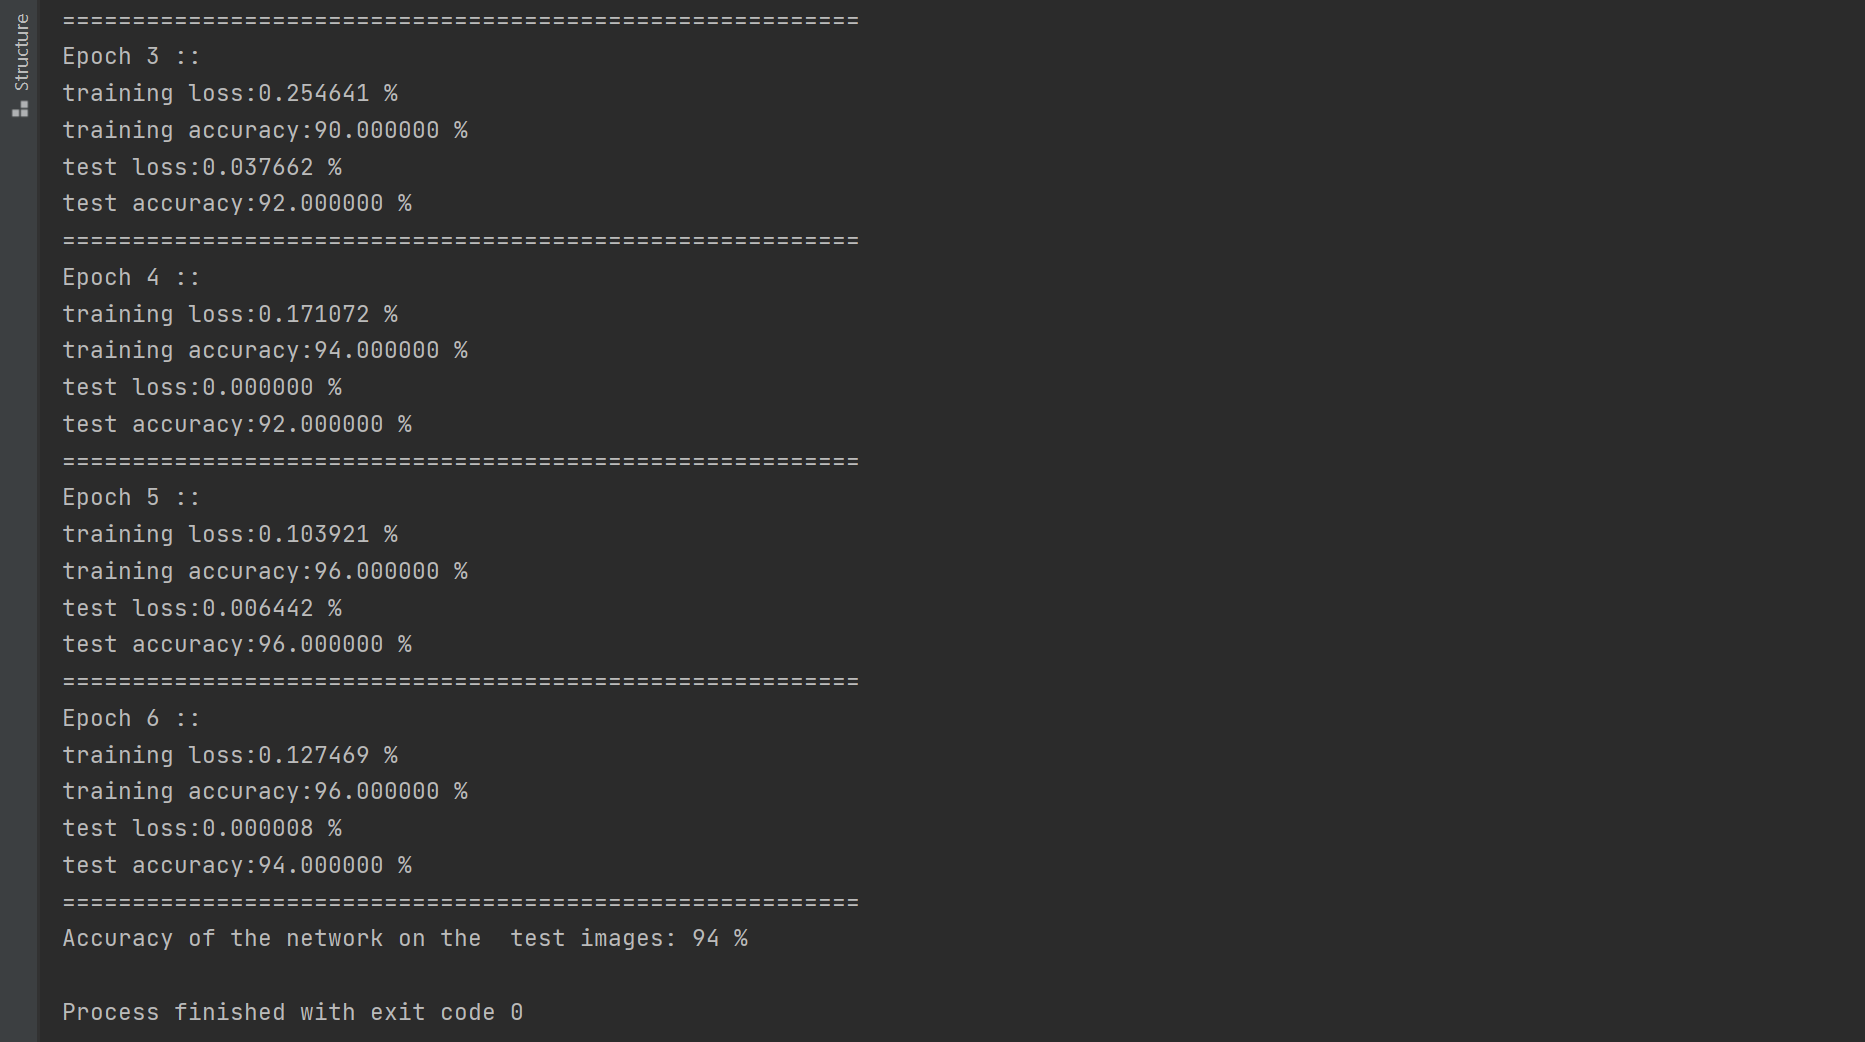 Structure
=========================================================
Epoch 3 ::
training loss:0.254641 %
training accuracy:90.000000 %
test loss:0.037662 %
test accuracy:92.000000 %
=========================================================
Epoch 4 ::
training loss:0.171072 %
training accuracy:94.000000 %
test loss:0.000000 %
test accuracy:92.000000 %
=========================================================
Epoch 5 ::
training loss:0.103921 %
training accuracy:96.000000 %
test loss:0.006442 %
test accuracy:96.000000 %
=========================================================
Epoch 6 ::
training loss:0.127469 %
training accuracy:96.000000 %
test loss:0.000008 %
test accuracy:94.000000 %
=========================================================
Accuracy of the network on the  test images: 94 %
Process finished with exit code 0